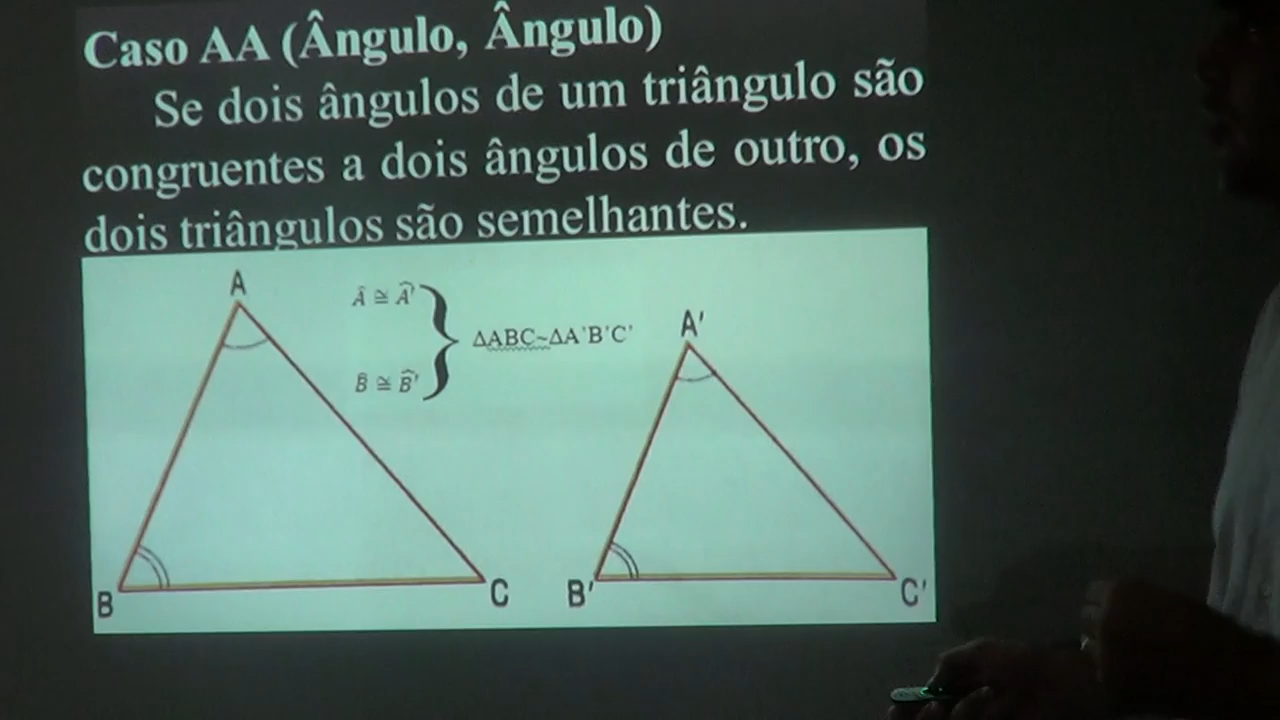 Caso AA (Ângulo, Ângulo)
Se dois ângulos de um triângulo são
congruentes a dois ângulos de outro, os
dois triângulos são semelhantes.
A
Â ≅ Â'
B̂ ≅ B̂'
ΔABC~ΔA'B'C'
A'
B
C
B'
C'